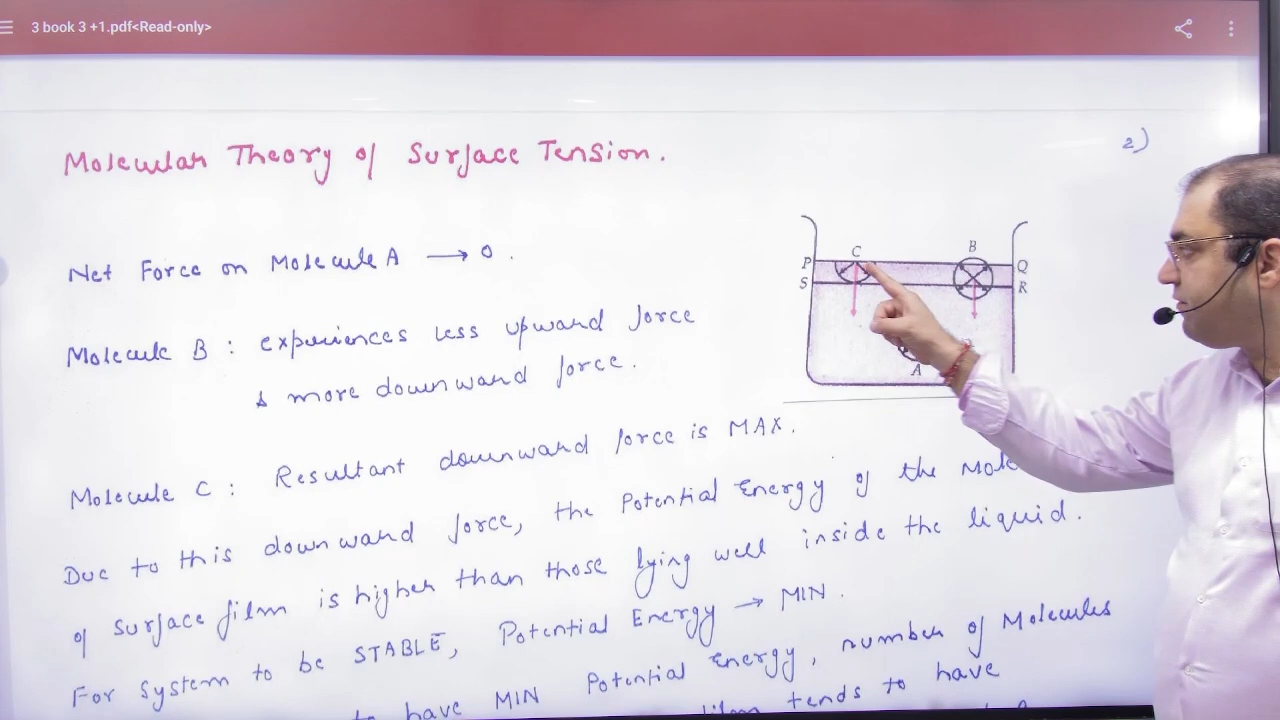 3 book 3 +1.pdf<Read-only>
2)
Molecular Theory of Surface Tension.
Net Force on Molecule A → 0.
C
B
P
Q
S
R
A
Molecule B : experiences less upward force
& more downward force.
Molecule C : Resultant downward force is MAX.
Due to this downward force, the Potential Energy of the Mole
of surface film is higher than those lying well inside the liquid.
For system to be STABLE, Potential Energy → MIN.
to have MIN Potential Energy, number of Molecules
film tends to have